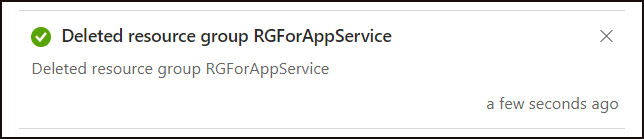 Deleted resource group RGForAppService
Deleted resource group RGForAppService
a few seconds ago